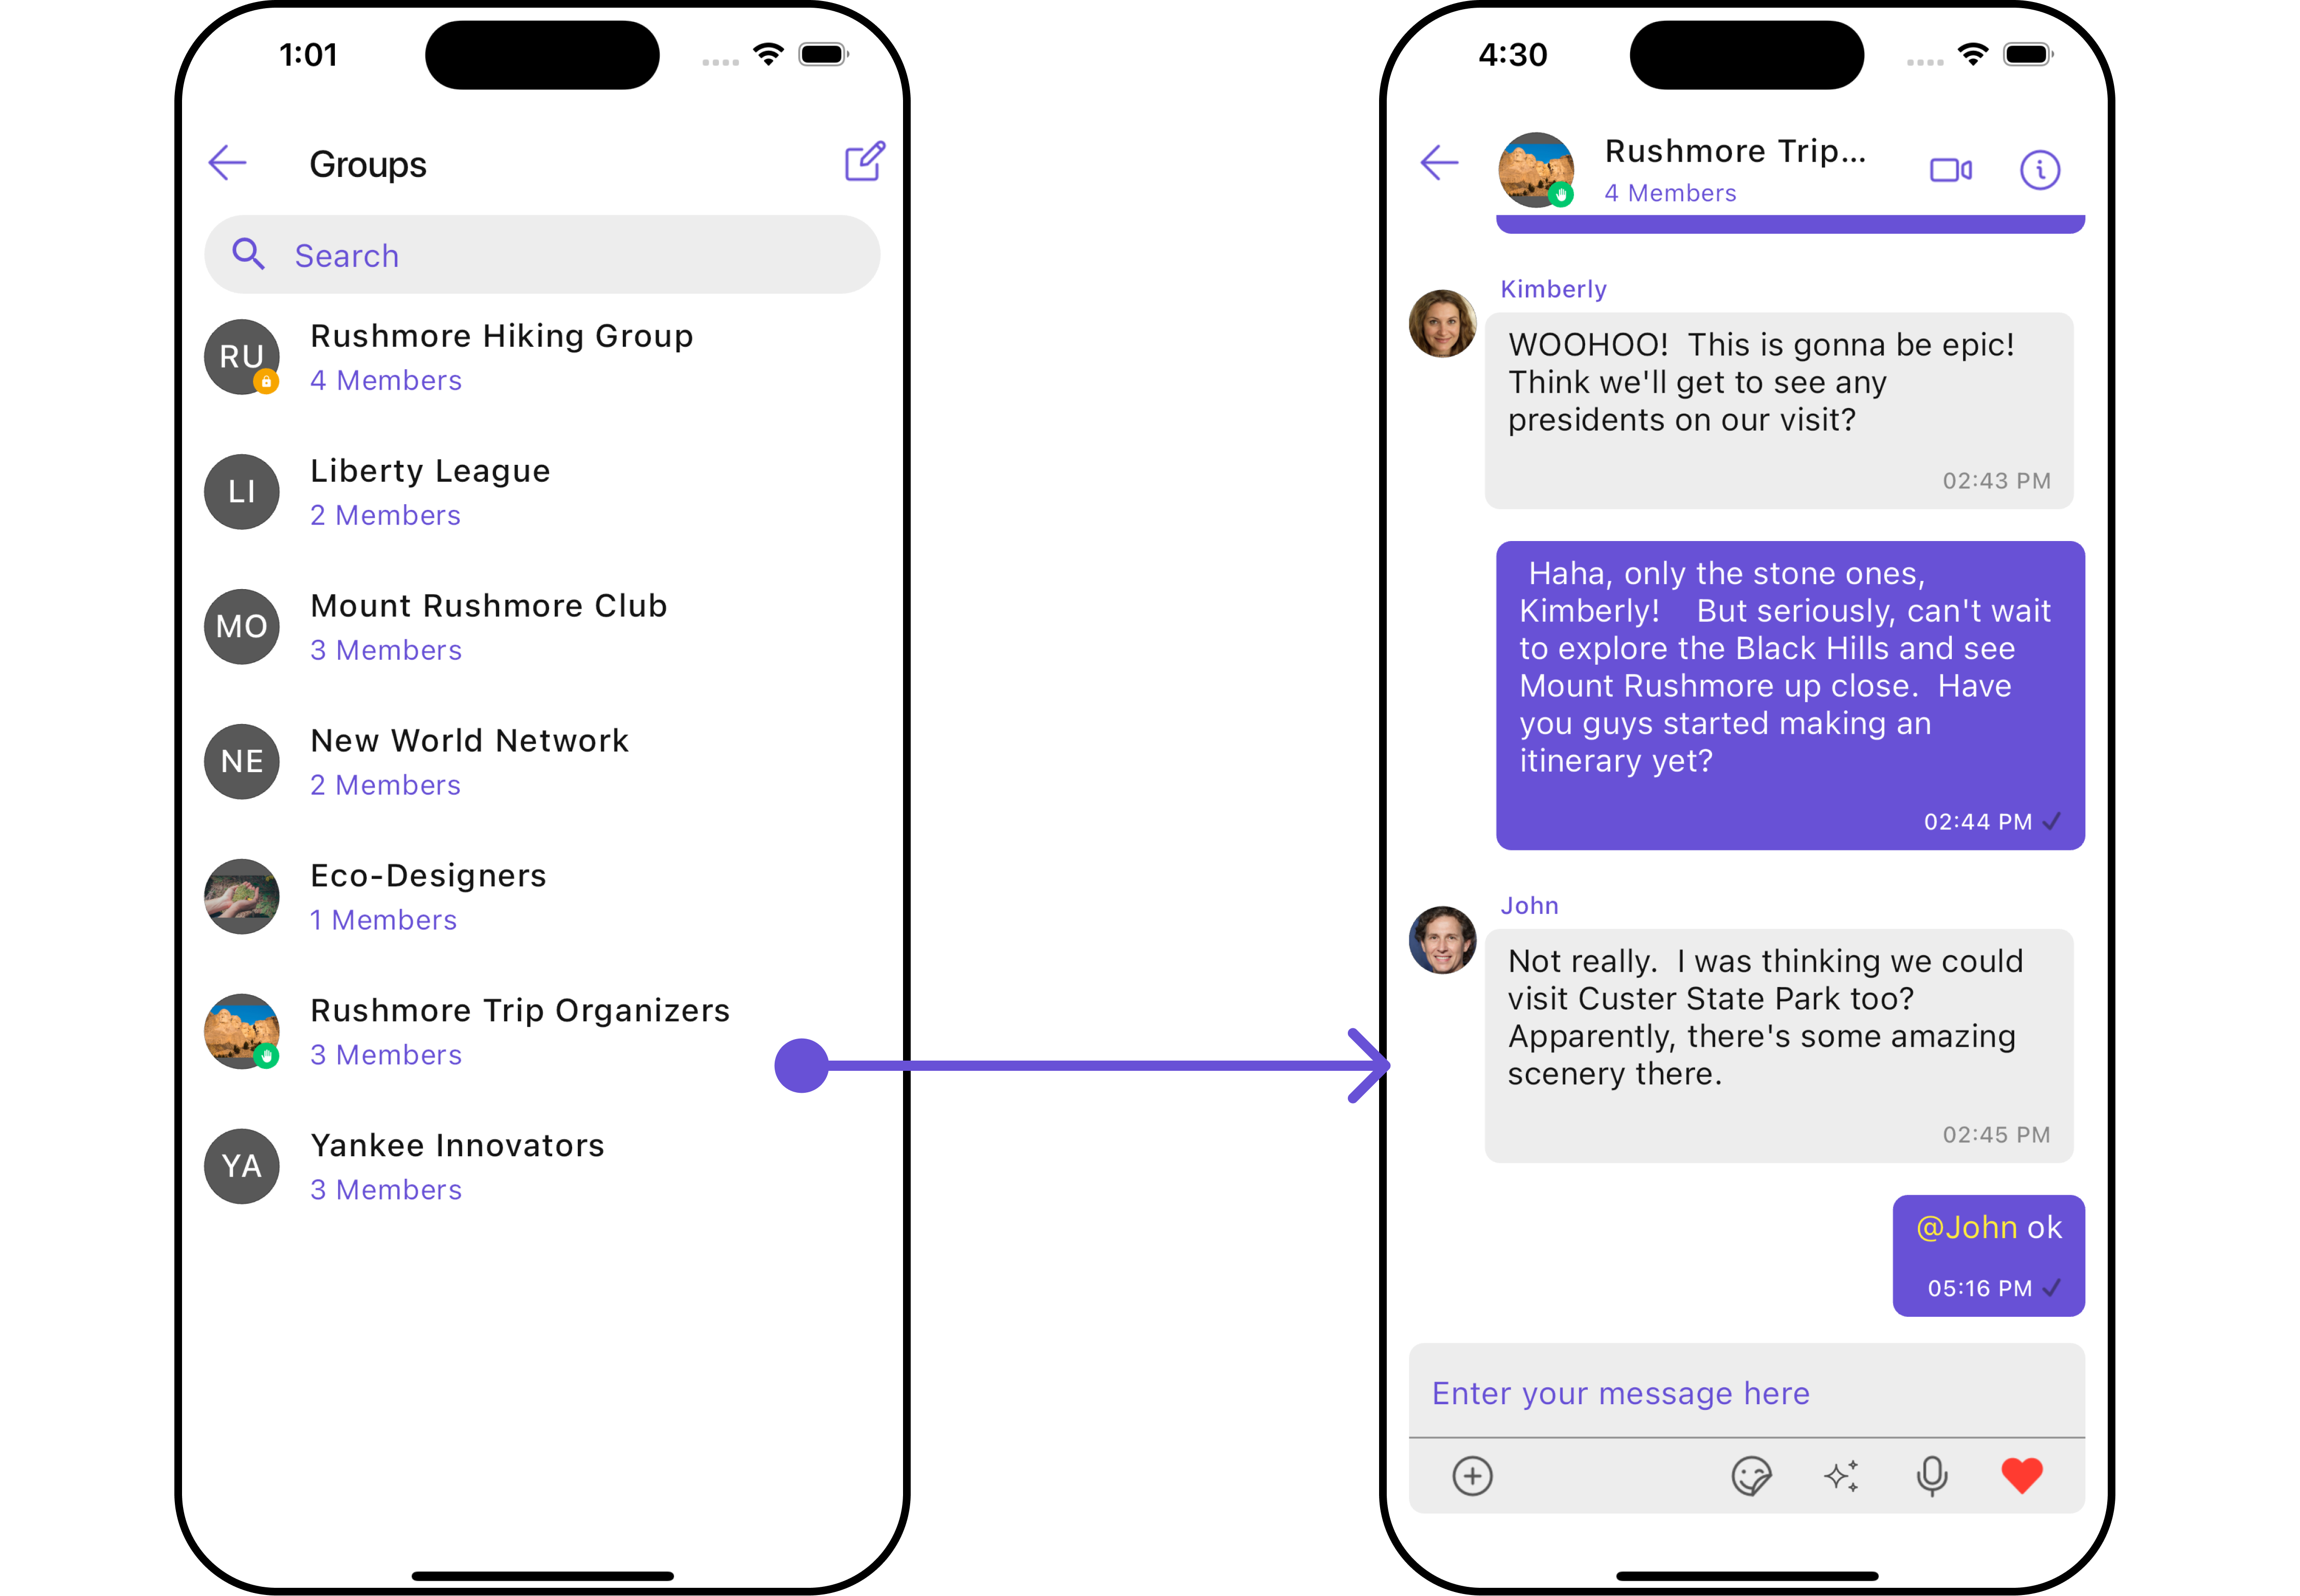 1:01
Groups
Search
RU
Rushmore Hiking Group
4 Members
LI
Liberty League
2 Members
MO
Mount Rushmore Club
3 Members
NE
New World Network
2 Members
Eco-Designers
1 Members
Rushmore Trip Organizers
3 Members
YA
Yankee Innovators
3 Members
4:30
Rushmore Trip...
4 Members
Kimberly
WOOHOO!  This is gonna be epic!
Think we'll get to see any
presidents on our visit?
02:43 PM
Haha, only the stone ones,
Kimberly!    But seriously, can't wait
to explore the Black Hills and see
Mount Rushmore up close.  Have
you guys started making an
itinerary yet?
02:44 PM
John
Not really.  I was thinking we could
visit Custer State Park too?
Apparently, there's some amazing
scenery there.
02:45 PM
@John ok
05:16 PM
Enter your message here